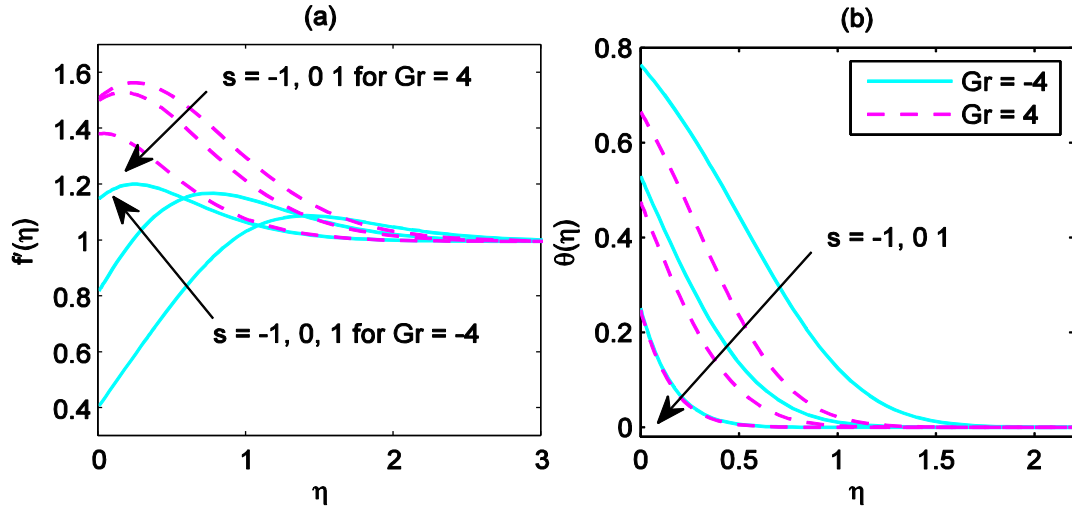 (a)
s = -1, 0 1 for Gr = 4
s = -1, 0, 1 for Gr = -4
f'(η)
1.6
1.4
1.2
1
0.8
0.6
0.4
0
1
2
3
η
(b)
Gr = -4
Gr = 4
s = -1, 0 1
θ(η)
0.8
0.6
0.4
0.2
0
0
0.5
1
1.5
2
η